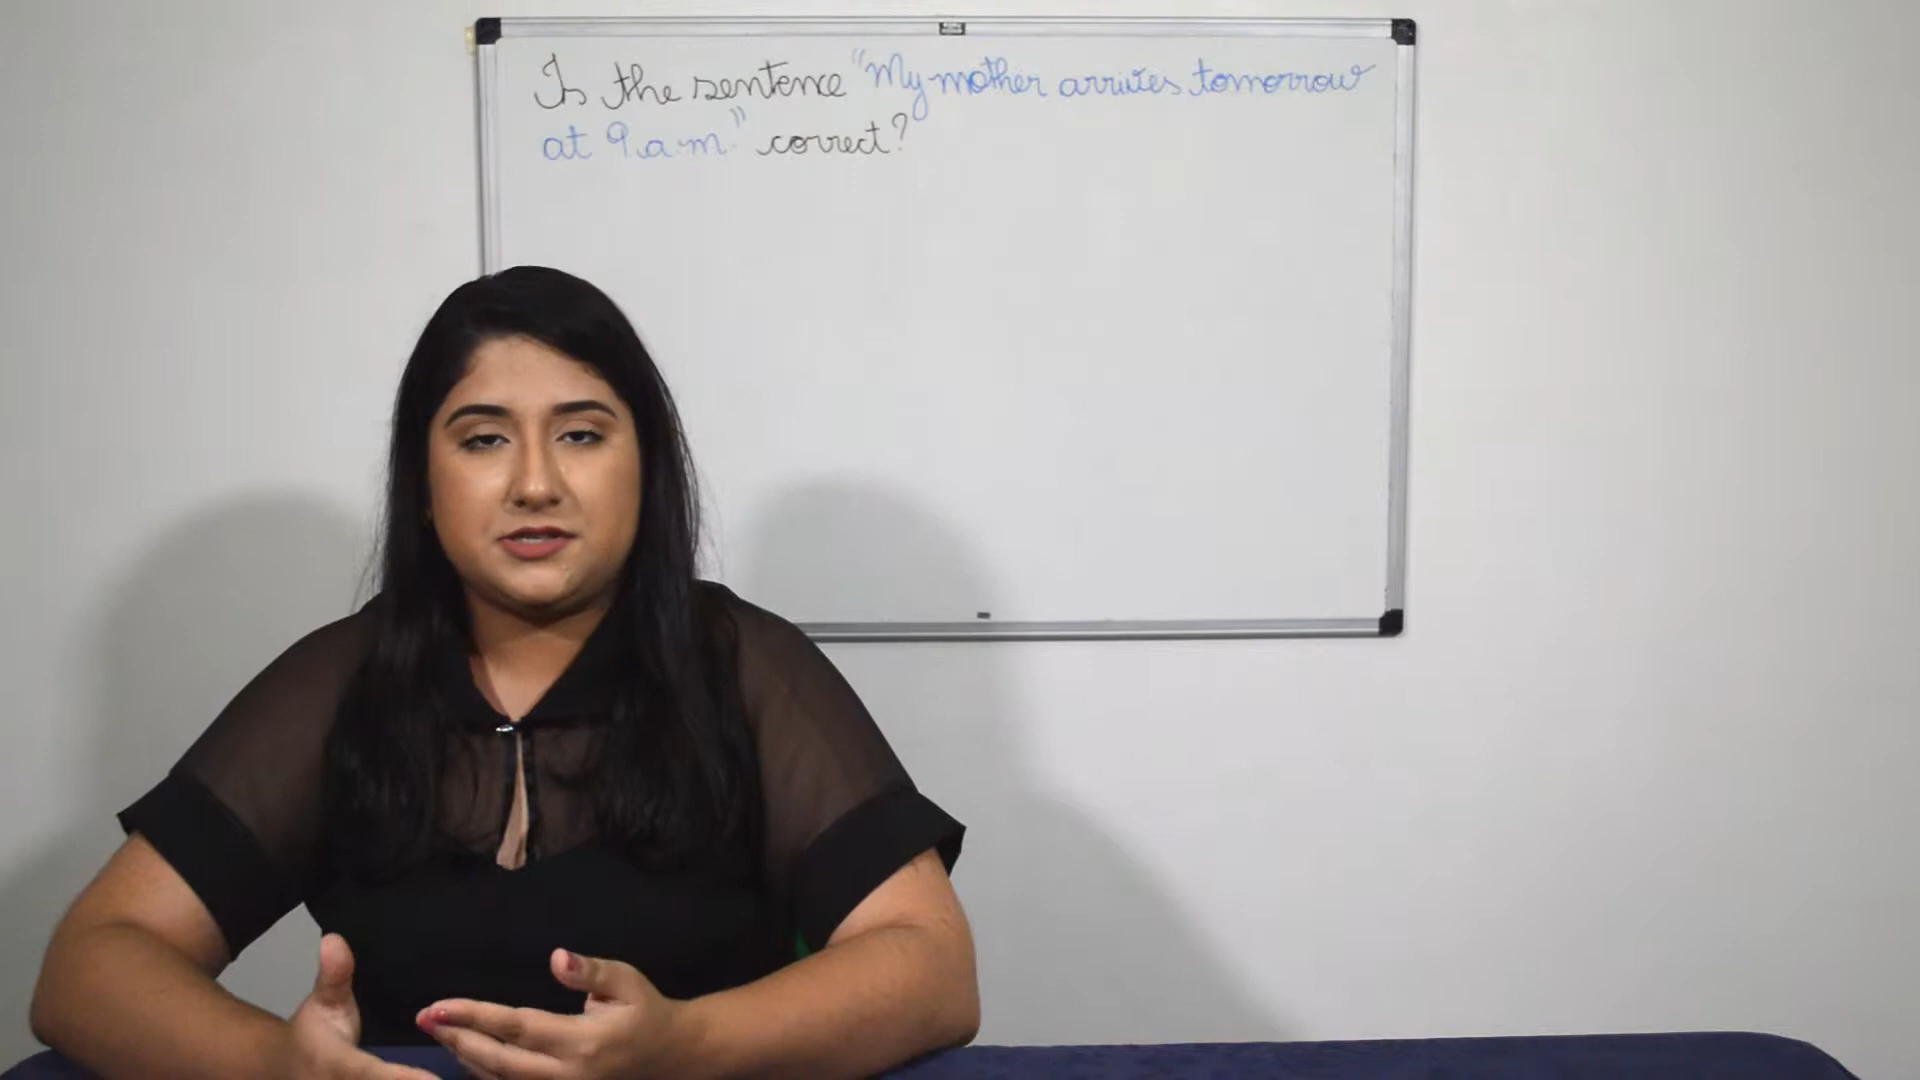 Is the sentence "My mother arrives tomorrow
at 9 a.m." correct?